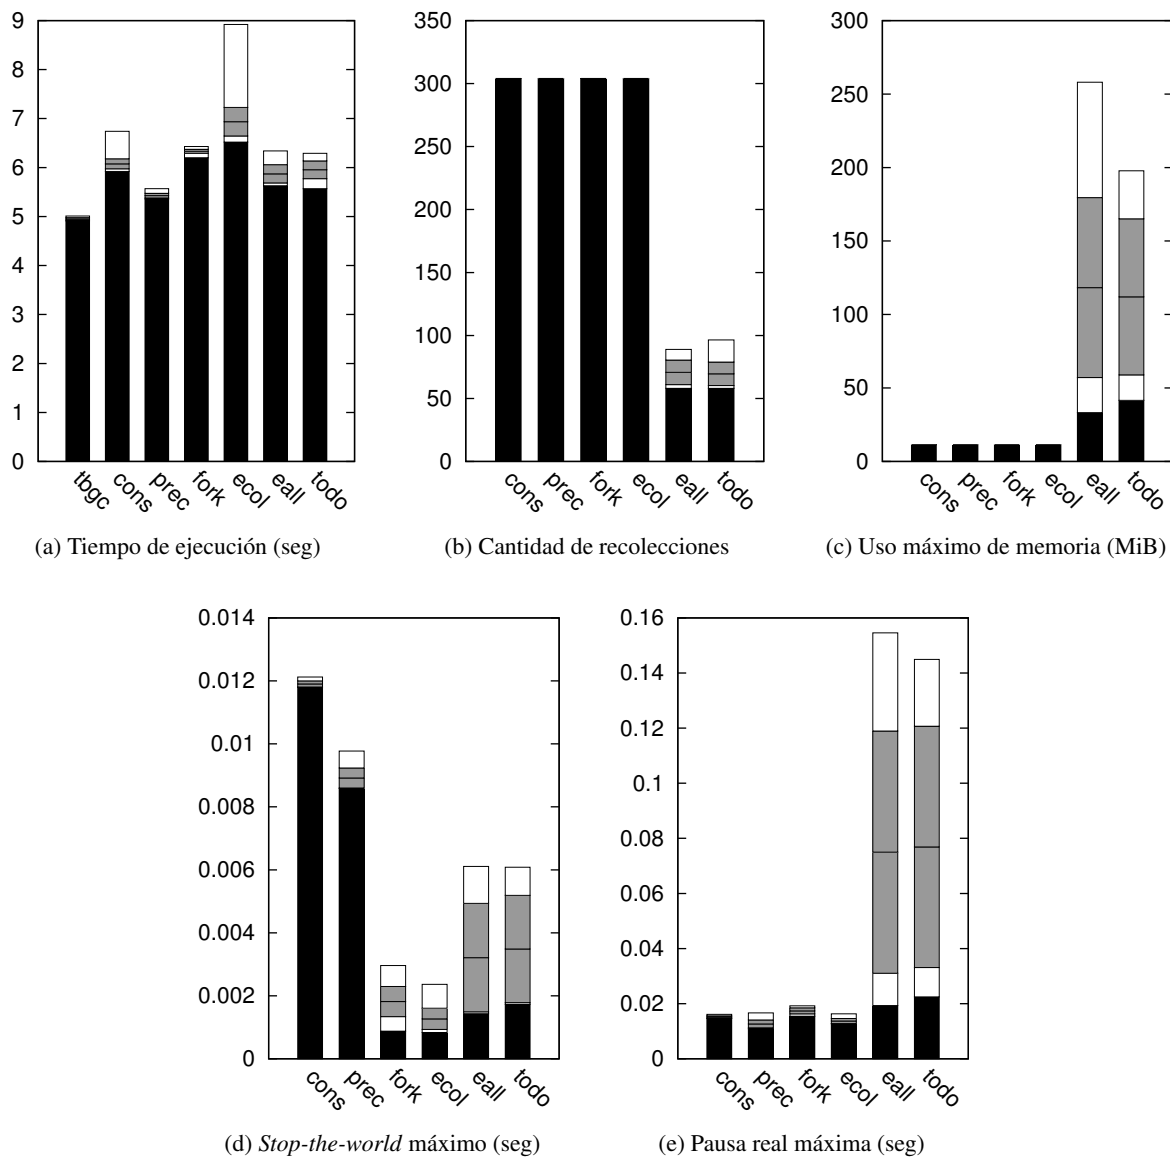 9
8
7
6
5
4
3
2
1
0
tbgc
cons
prec
fork
ecol
eall
todo
(a) Tiempo de ejecución (seg)
350
300
250
200
150
100
50
0
cons
prec
fork
ecol
eall
todo
(b) Cantidad de recolecciones
300
250
200
150
100
50
0
cons
prec
fork
ecol
eall
todo
(c) Uso máximo de memoria (MiB)
0.014
0.012
0.01
0.008
0.006
0.004
0.002
0
cons
prec
fork
ecol
eall
todo
(d) Stop-the-world máximo (seg)
0.16
0.14
0.12
0.1
0.08
0.06
0.04
0.02
0
cons
prec
fork
ecol
eall
todo
(e) Pausa real máxima (seg)